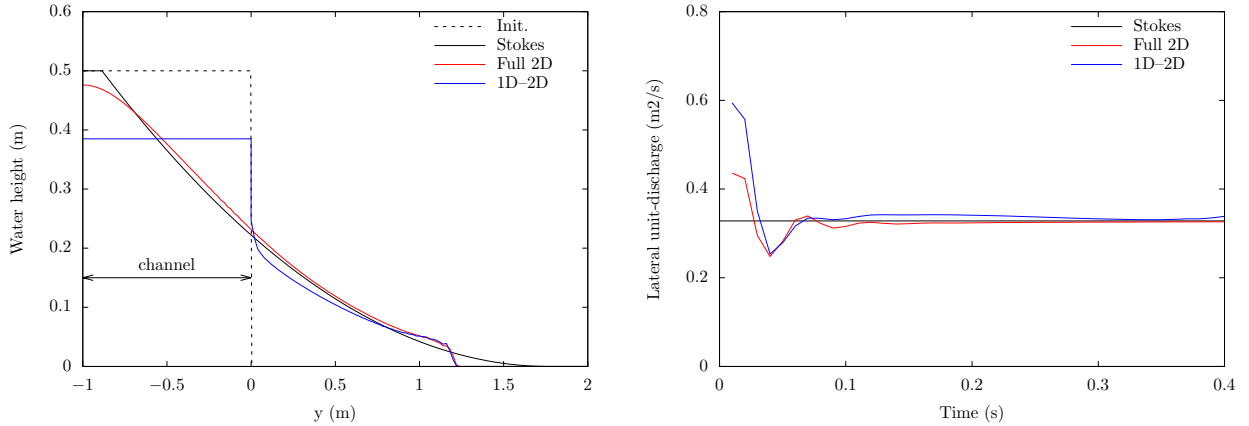 0.6
0.5
0.4
0.3
0.2
0.1
0
−1
−0.5
0
0.5
1
1.5
2
Water height (m)
y (m)
channel
Init.
Stokes
Full 2D
1D–2D
0.8
0.6
0.4
0.2
0
0
0.1
0.2
0.3
0.4
Lateral unit-discharge (m2/s)
Time (s)
Stokes
Full 2D
1D–2D